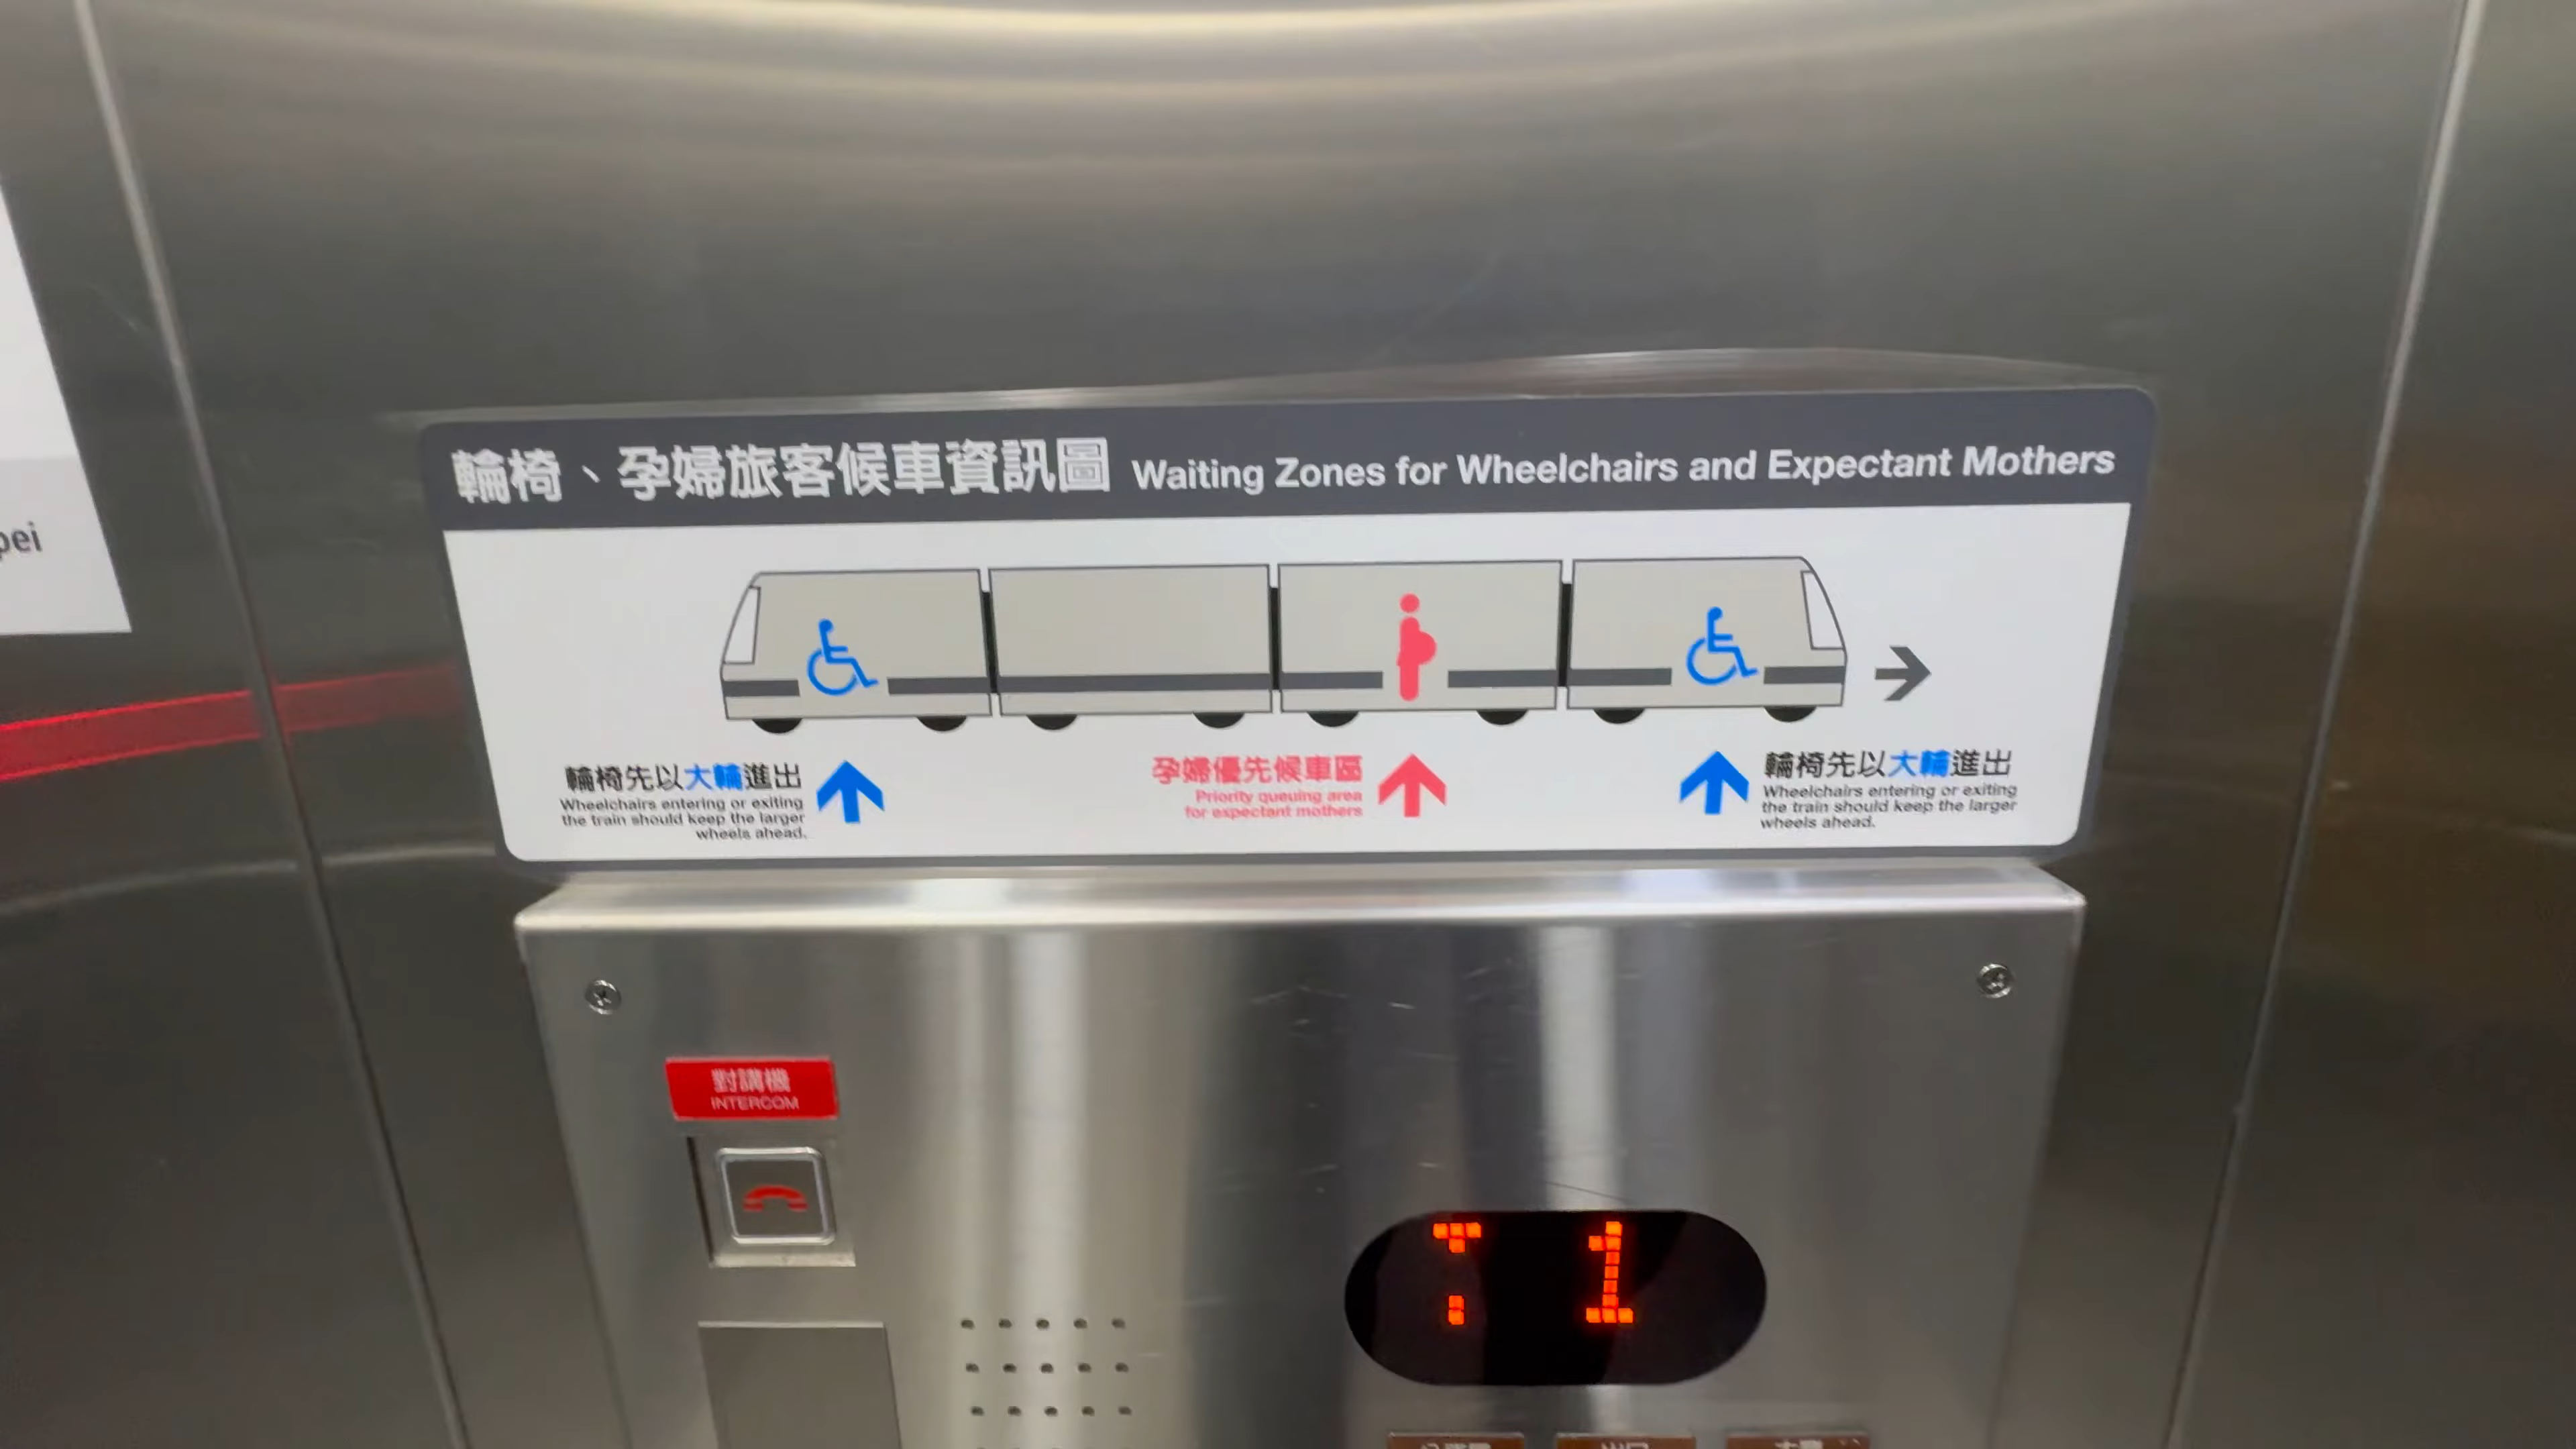 輪椅、孕婦旅客候車資訊圖 Waiting Zones for Wheelchairs and Expectant Mothers
輪椅先以大輪進出
Wheelchairs entering or exiting
the train should keep the larger
wheels ahead.
孕婦優先候車區
Priority queuing area
for expectant mothers
輪椅先以大輪進出
Wheelchairs entering or exiting
the train should keep the larger
wheels ahead.
pei
對講機
INTERCOM
1